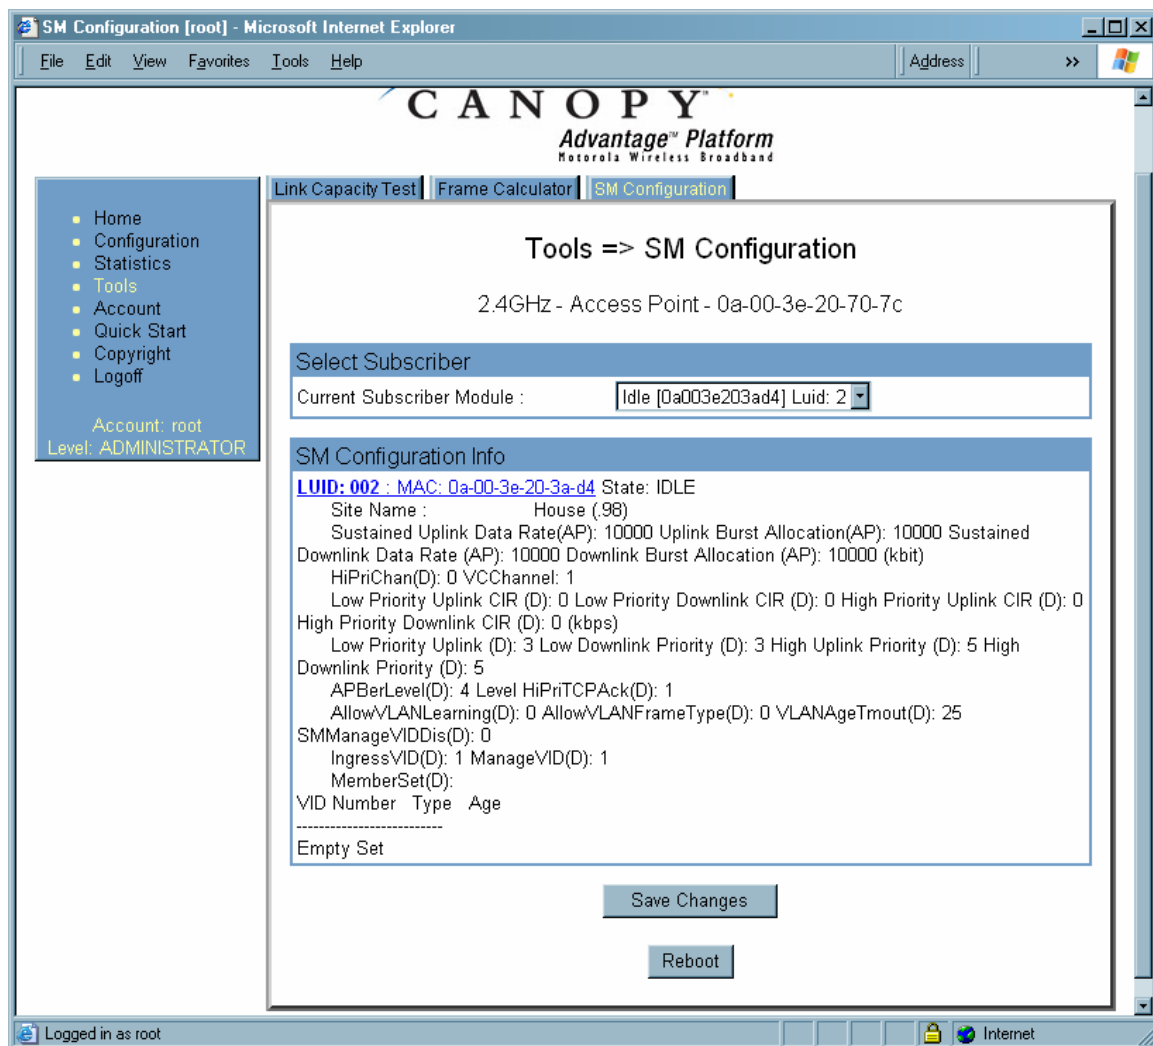 SM Configuration [root] - Microsoft Internet Explorer
File Edit View Favorites Tools Help
Address »
CANOPY™
Advantage™ Platform
Motorola Wireless Broadband
Link Capacity Test Frame Calculator SM Configuration
Home
Configuration
Statistics
Tools
Account
Quick Start
Copyright
Logoff
Account: root
Level: ADMINISTRATOR
Tools => SM Configuration
2.4GHz - Access Point - 0a-00-3e-20-70-7c
Select Subscriber
Current Subscriber Module : Idle [0a003e203ad4] Luid: 2
SM Configuration Info
LUID: 002 : MAC: 0a-00-3e-20-3a-d4 State: IDLE
Site Name : House (.98)
Sustained Uplink Data Rate(AP): 10000 Uplink Burst Allocation(AP): 10000 Sustained
Downlink Data Rate (AP): 10000 Downlink Burst Allocation (AP): 10000 (kbit)
HiPriChan(D): 0 VCChannel: 1
Low Priority Uplink CIR (D): 0 Low Priority Downlink CIR (D): 0 High Priority Uplink CIR (D): 0
High Priority Downlink CIR (D): 0 (kbps)
Low Priority Uplink (D): 3 Low Downlink Priority (D): 3 High Uplink Priority (D): 5 High
Downlink Priority (D): 5
APBerLevel(D): 4 Level HiPriTCPAck(D): 1
AllowVLANLearning(D): 0 AllowVLANFrameType(D): 0 VLANAgeTmout(D): 25
SMManageVIDDis(D): 0
IngressVID(D): 1 ManageVID(D): 1
MemberSet(D):
VID Number Type Age
--------------------------
Empty Set
Save Changes
Reboot
Logged in as root Internet